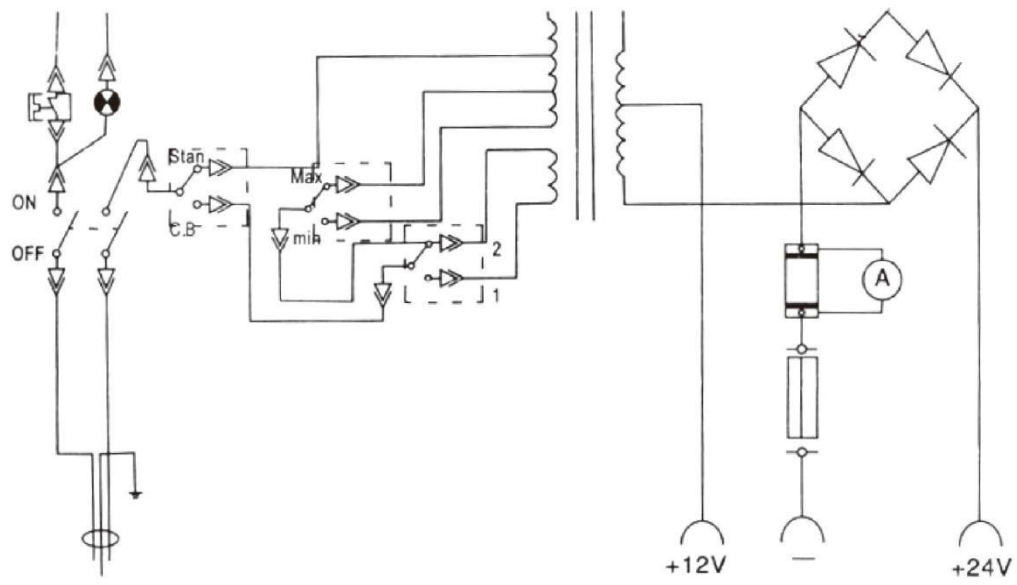 Stan
Max
ON
C.B
min
OFF
2
1
A
+12V
—
+24V